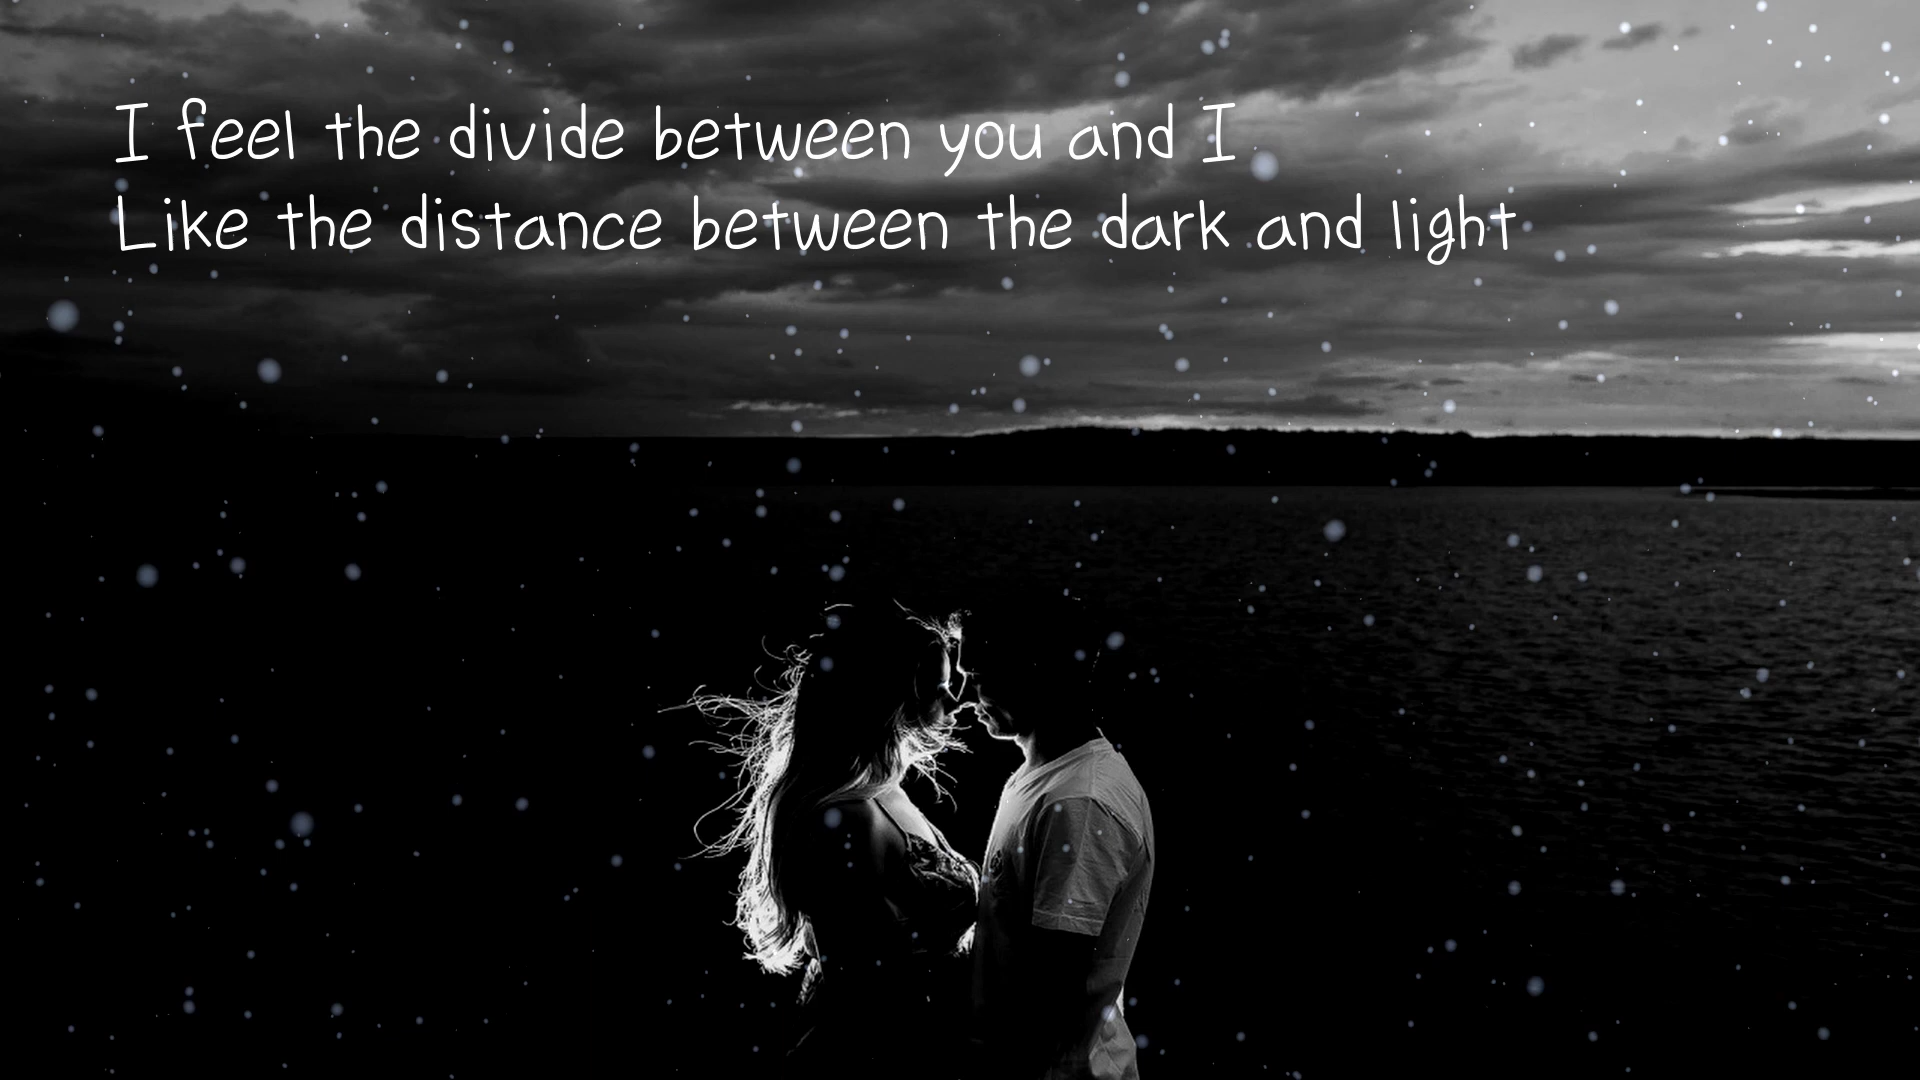 I feel the divide between you and I
Like the distance between the dark and light